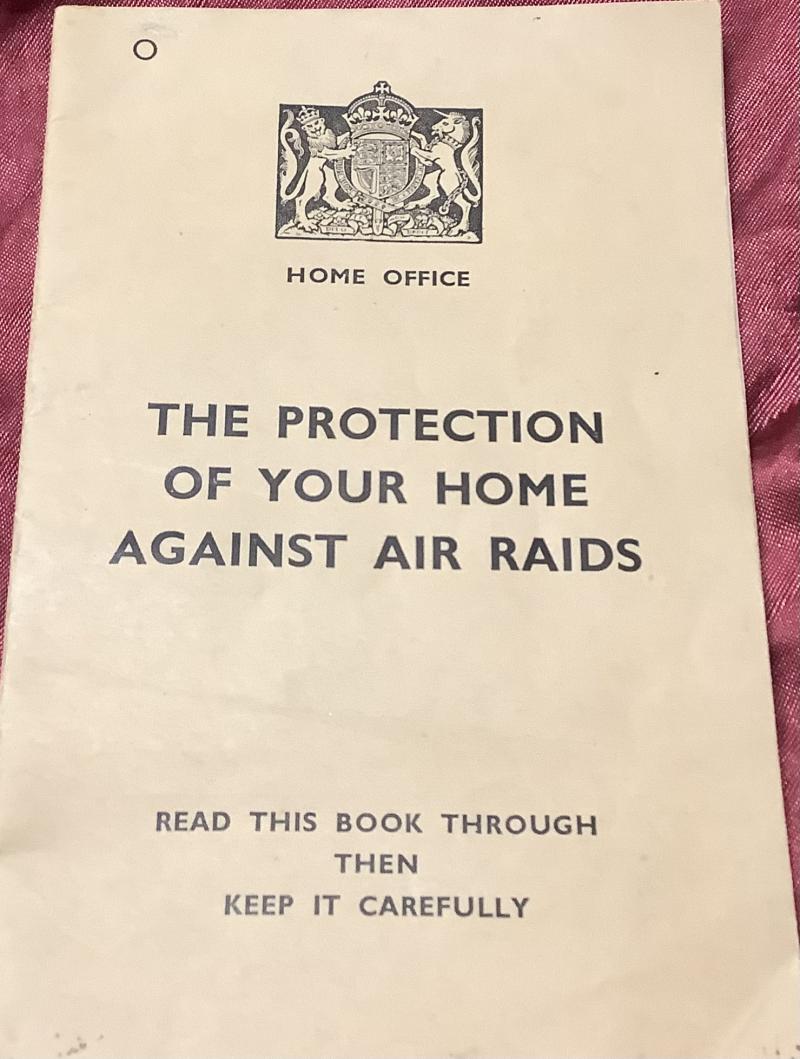 HOME OFFICE
THE PROTECTION
OF YOUR HOME
AGAINST AIR RAIDS
READ THIS BOOK THROUGH
THEN
KEEP IT CAREFULLY